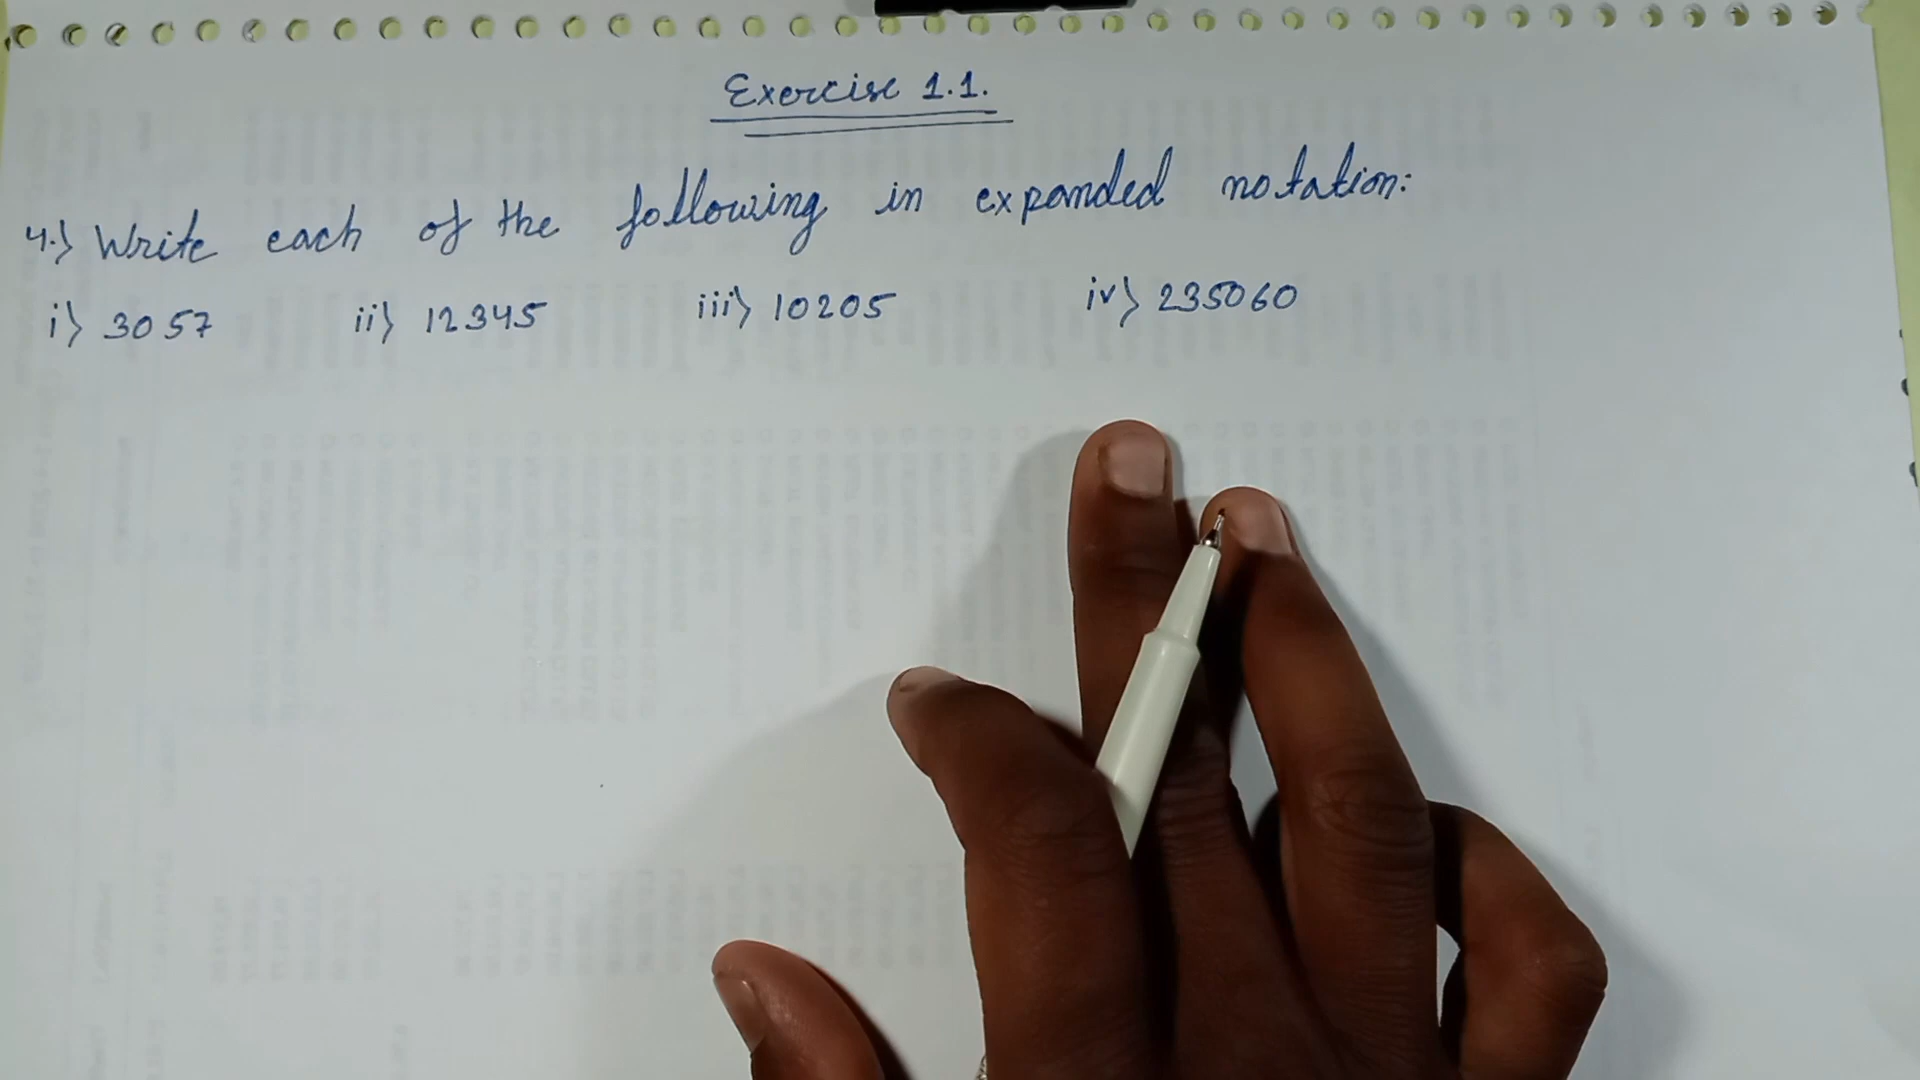 Exercise 1.1.
4.) Write each of the following in expanded notation:
i) 3057 ii) 12345 iii) 10205 iv) 235060